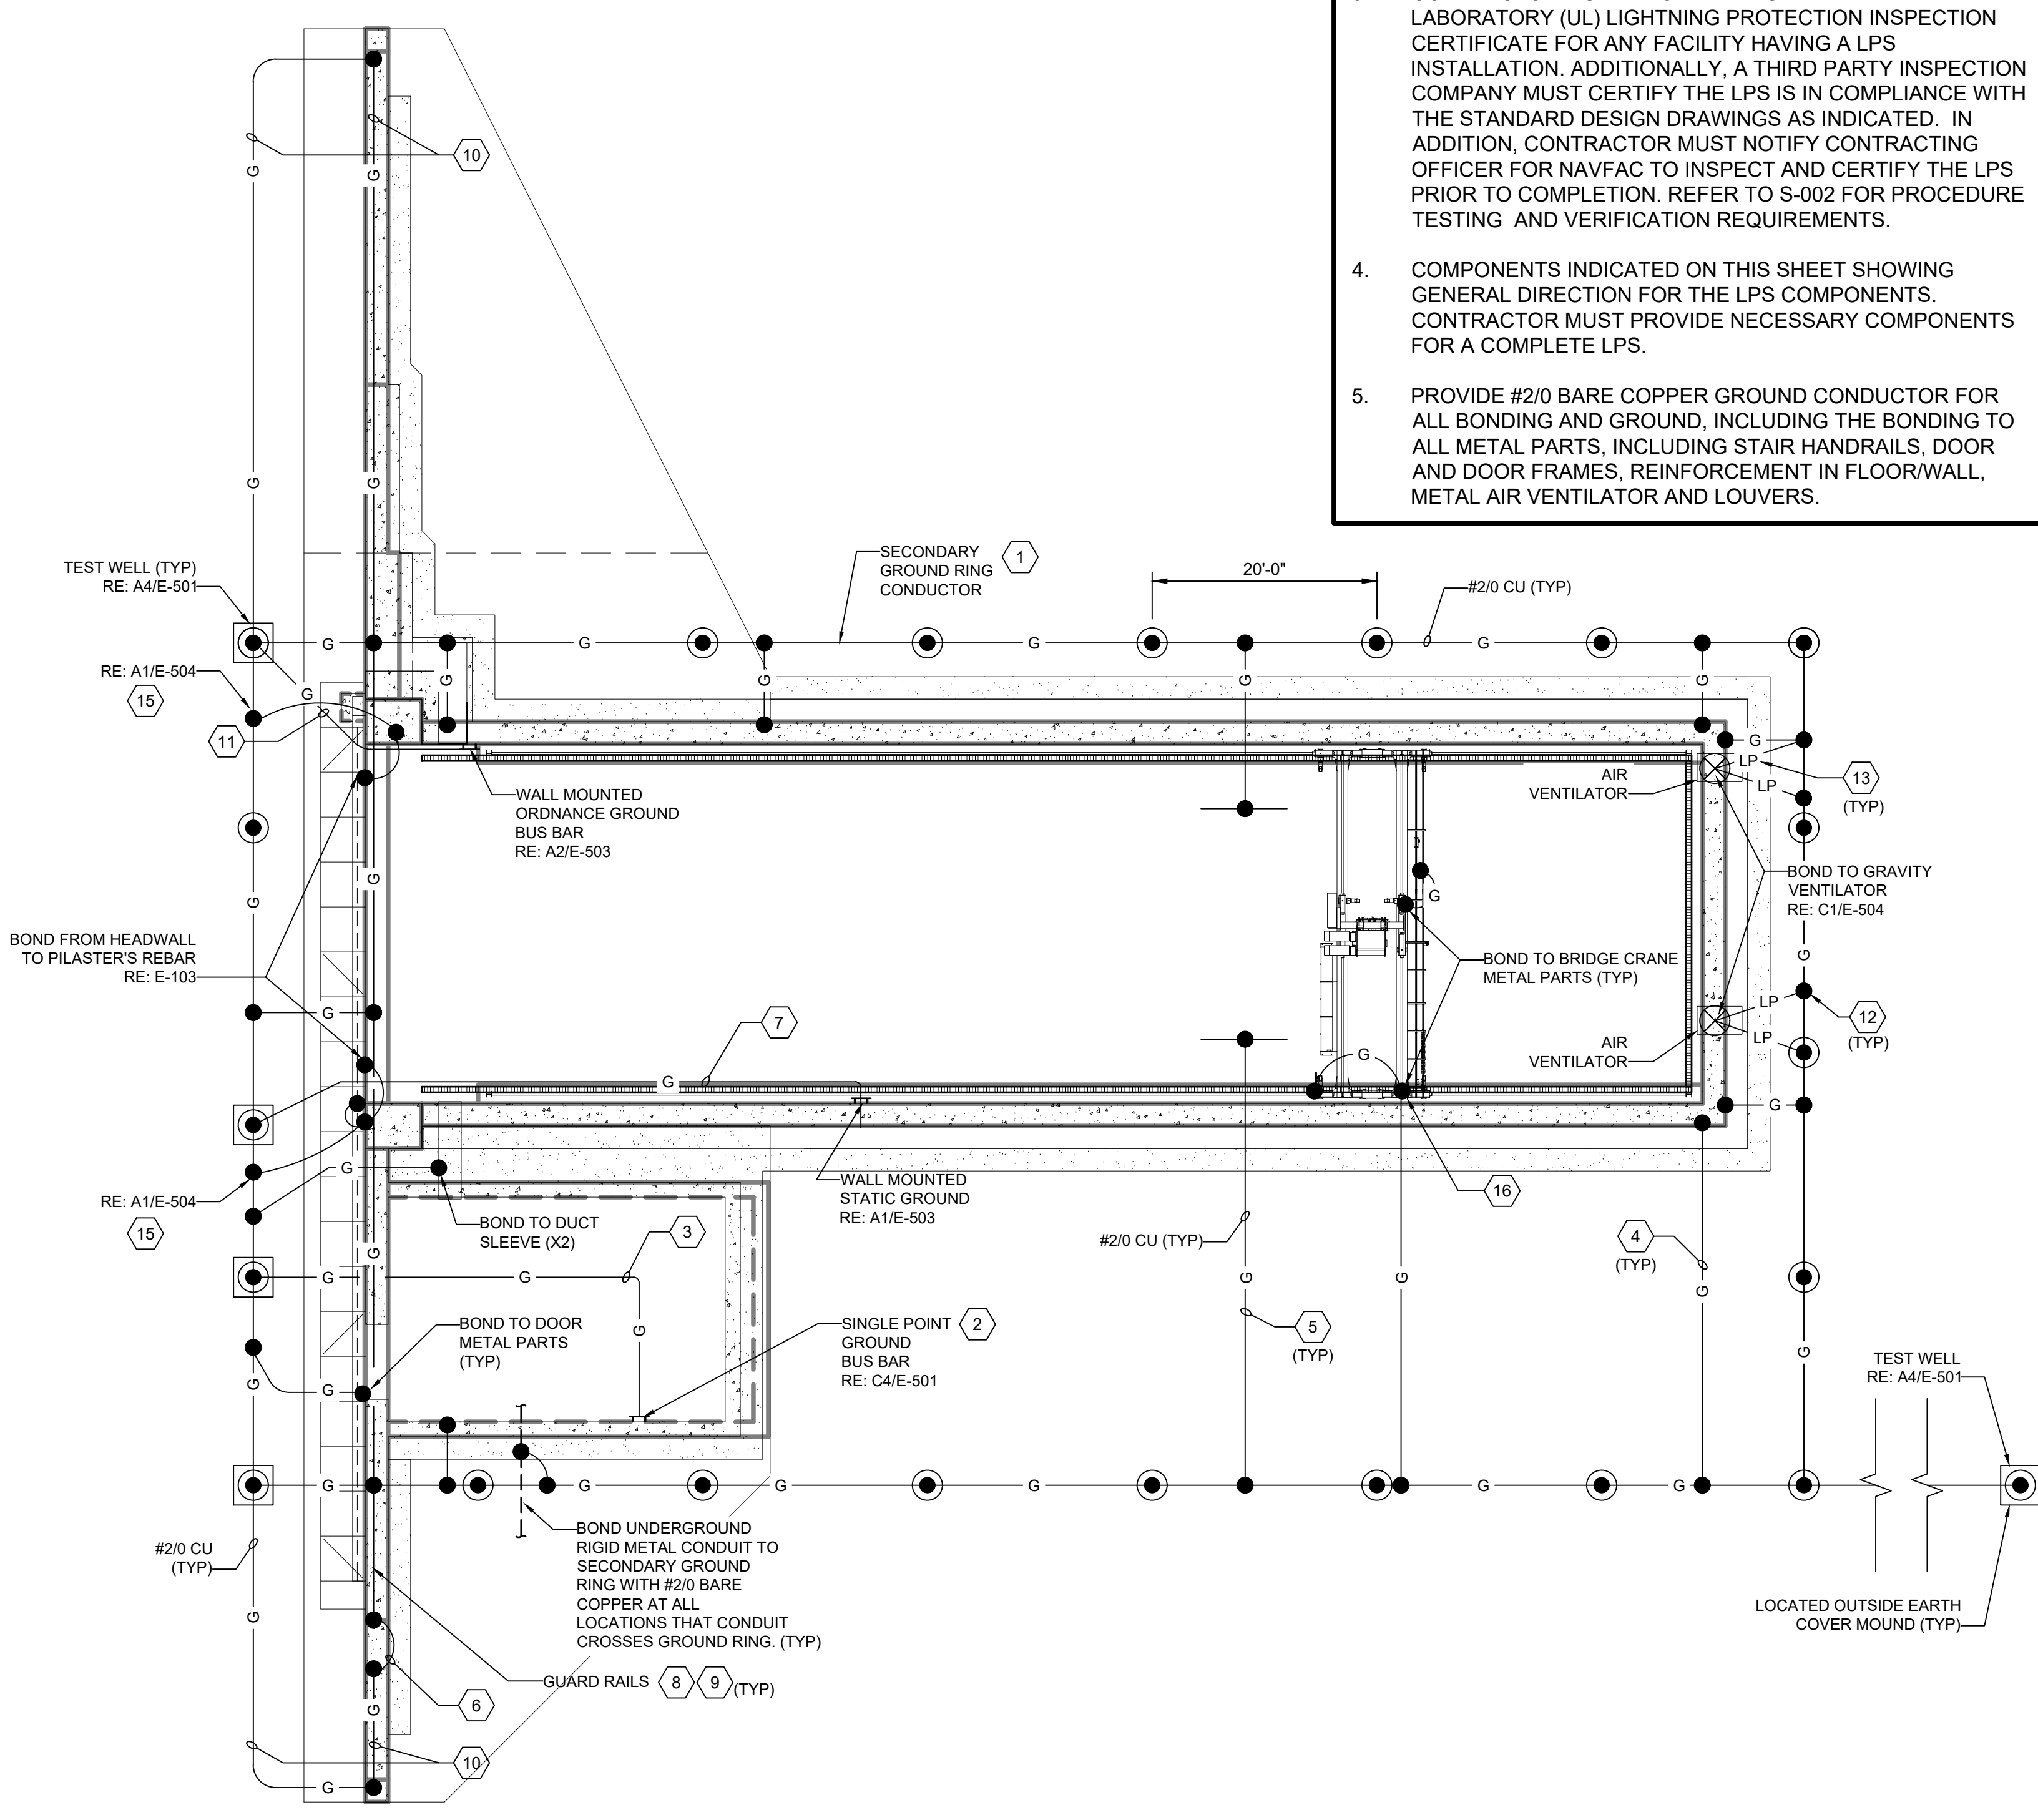 LABORATORY (UL) LIGHTNING PROTECTION INSPECTION
CERTIFICATE FOR ANY FACILITY HAVING A LPS
INSTALLATION. ADDITIONALLY, A THIRD PARTY INSPECTION
COMPANY MUST CERTIFY THE LPS IS IN COMPLIANCE WITH
THE STANDARD DESIGN DRAWINGS AS INDICATED. IN
ADDITION, CONTRACTOR MUST NOTIFY CONTRACTING
OFFICER FOR NAVFAC TO INSPECT AND CERTIFY THE LPS
PRIOR TO COMPLETION. REFER TO S-002 FOR PROCEDURE
TESTING AND VERIFICATION REQUIREMENTS.
4. COMPONENTS INDICATED ON THIS SHEET SHOWING
GENERAL DIRECTION FOR THE LPS COMPONENTS.
CONTRACTOR MUST PROVIDE NECESSARY COMPONENTS
FOR A COMPLETE LPS.
5. PROVIDE #2/0 BARE COPPER GROUND CONDUCTOR FOR
ALL BONDING AND GROUND, INCLUDING THE BONDING TO
ALL METAL PARTS, INCLUDING STAIR HANDRAILS, DOOR
AND DOOR FRAMES, REINFORCEMENT IN FLOOR/WALL,
METAL AIR VENTILATOR AND LOUVERS.
10
G
G
G
G
TEST WELL (TYP)
RE: A4/E-501
SECONDARY
GROUND RING
CONDUCTOR
1
20'-0"
#2/0 CU (TYP)
G
G
G
G
RE: A1/E-504
15
11
G
G
G
G
G
WALL MOUNTED
ORDNANCE GROUND
BUS BAR
RE: A2/E-503
AIR
VENTILATOR
G
LP
LP
13
(TYP)
G
G
G
BOND TO GRAVITY
VENTILATOR
RE: C1/E-504
BOND FROM HEADWALL
TO PILASTER'S REBAR
RE: E-103
BOND TO BRIDGE CRANE
METAL PARTS (TYP)
G
G
7
LP
LP
12
(TYP)
AIR
VENTILATOR
G
G
G
RE: A1/E-504
15
G
BOND TO DUCT
SLEEVE (X2)
WALL MOUNTED
STATIC GROUND
RE: A1/E-503
16
3
#2/0 CU (TYP)
4
(TYP)
G
G
G
G
G
G
BOND TO DOOR
METAL PARTS
(TYP)
G
SINGLE POINT
GROUND
BUS BAR
RE: C4/E-501
2
5
(TYP)
G
G
G
TEST WELL
RE: A4/E-501
G
G
G
G
G
G
#2/0 CU
(TYP)
BOND UNDERGROUND
RIGID METAL CONDUIT TO
SECONDARY GROUND
RING WITH #2/0 BARE
COPPER AT ALL
LOCATIONS THAT CONDUIT
CROSSES GROUND RING. (TYP)
LOCATED OUTSIDE EARTH
COVER MOUND (TYP)
G
GUARD RAILS
8
9
(TYP)
6
G
10
G